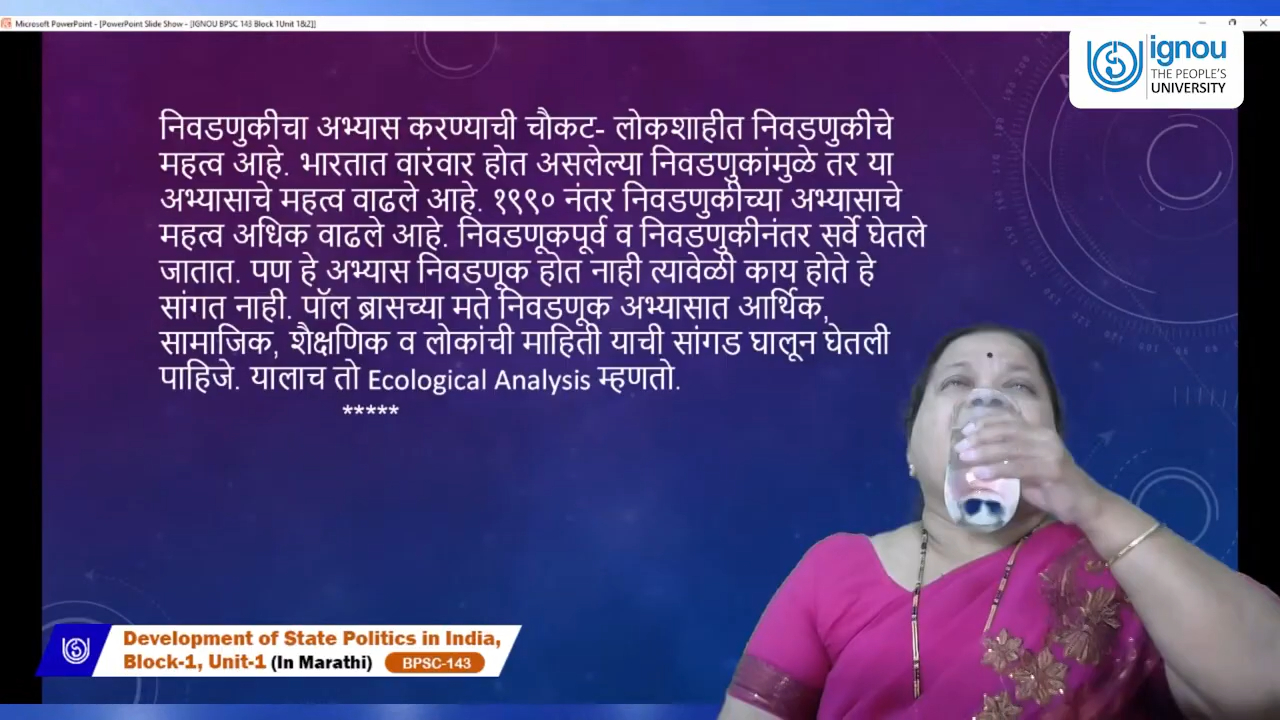 Microsoft PowerPoint - [PowerPoint Slide Show - [IGNOU BPSC 143 Block 1Unit 1&2]]
ignou
THE PEOPLE'S
UNIVERSITY
निवडणुकीचा अभ्यास करण्याची चौकट- लोकशाहीत निवडणुकीचे
महत्व आहे. भारतात वारंवार होत असलेल्या निवडणुकांमुळे तर या
अभ्यासाचे महत्व वाढले आहे. १९९० नंतर निवडणुकीच्या अभ्यासाचे
महत्व अधिक वाढले आहे. निवडणूकपूर्व व निवडणुकीनंतर सर्वे घेतले
जातात. पण हे अभ्यास निवडणूक होत नाही त्यावेळी काय होते हे
सांगत नाही. पॉल ब्रासच्या मते निवडणूक अभ्यासात आर्थिक,
सामाजिक, शैक्षणिक व लोकांची माहिती याची सांगड घालून घेतली
पाहिजे. यालाच तो Ecological Analysis म्हणतो.
*****
Development of State Politics in India,
Block-1, Unit-1 (In Marathi) BPSC-143